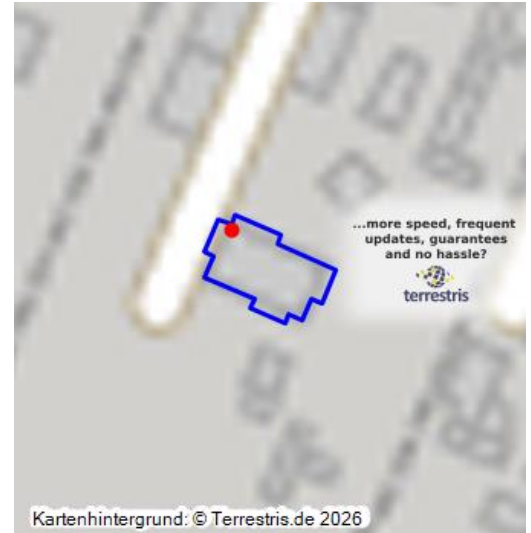 ...more speed, frequent
updates, guarantees
and no hassle?
terrestris
Kartenhintergrund: © Terrestris.de 2026